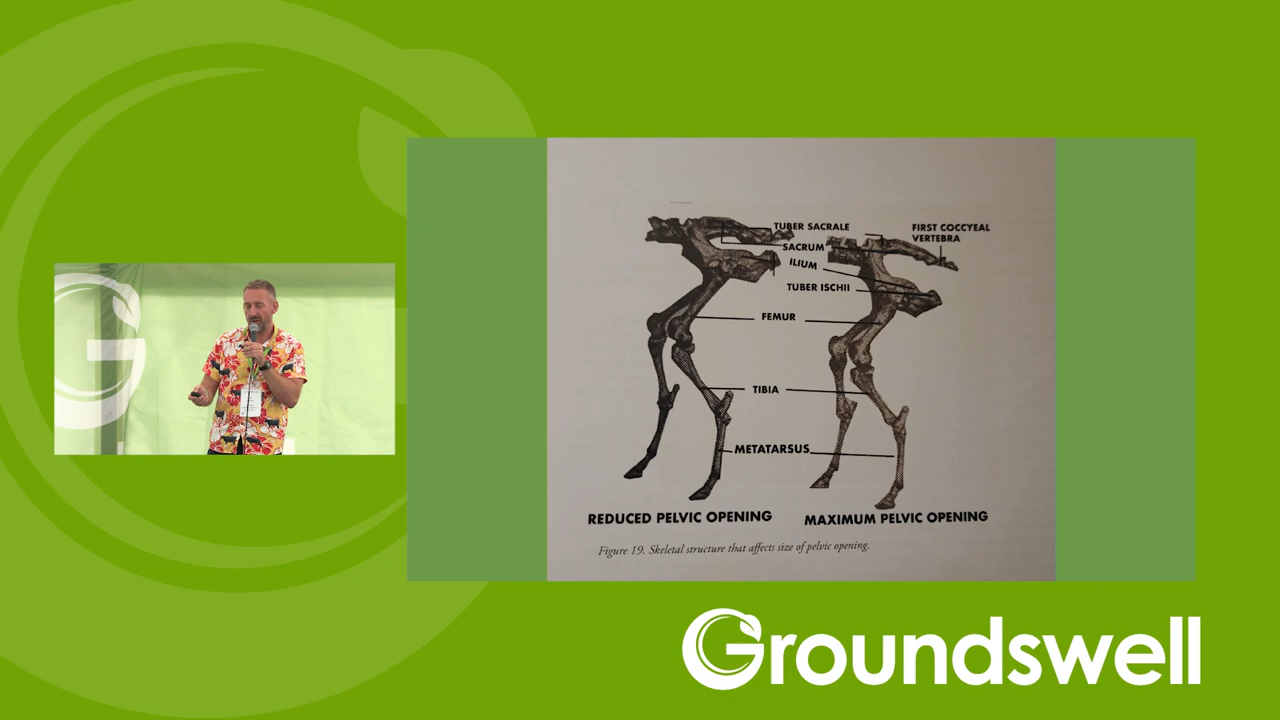 TUBER SACRALE
SACRUM
ILIUM
TUBER ISCHII
FIRST COCCYEAL
VERTEBRA
FEMUR
TIBIA
METATARSUS
REDUCED PELVIC OPENING
MAXIMUM PELVIC OPENING
Figure 19. Skeletal structure that affects size of pelvic opening.
Groundswell